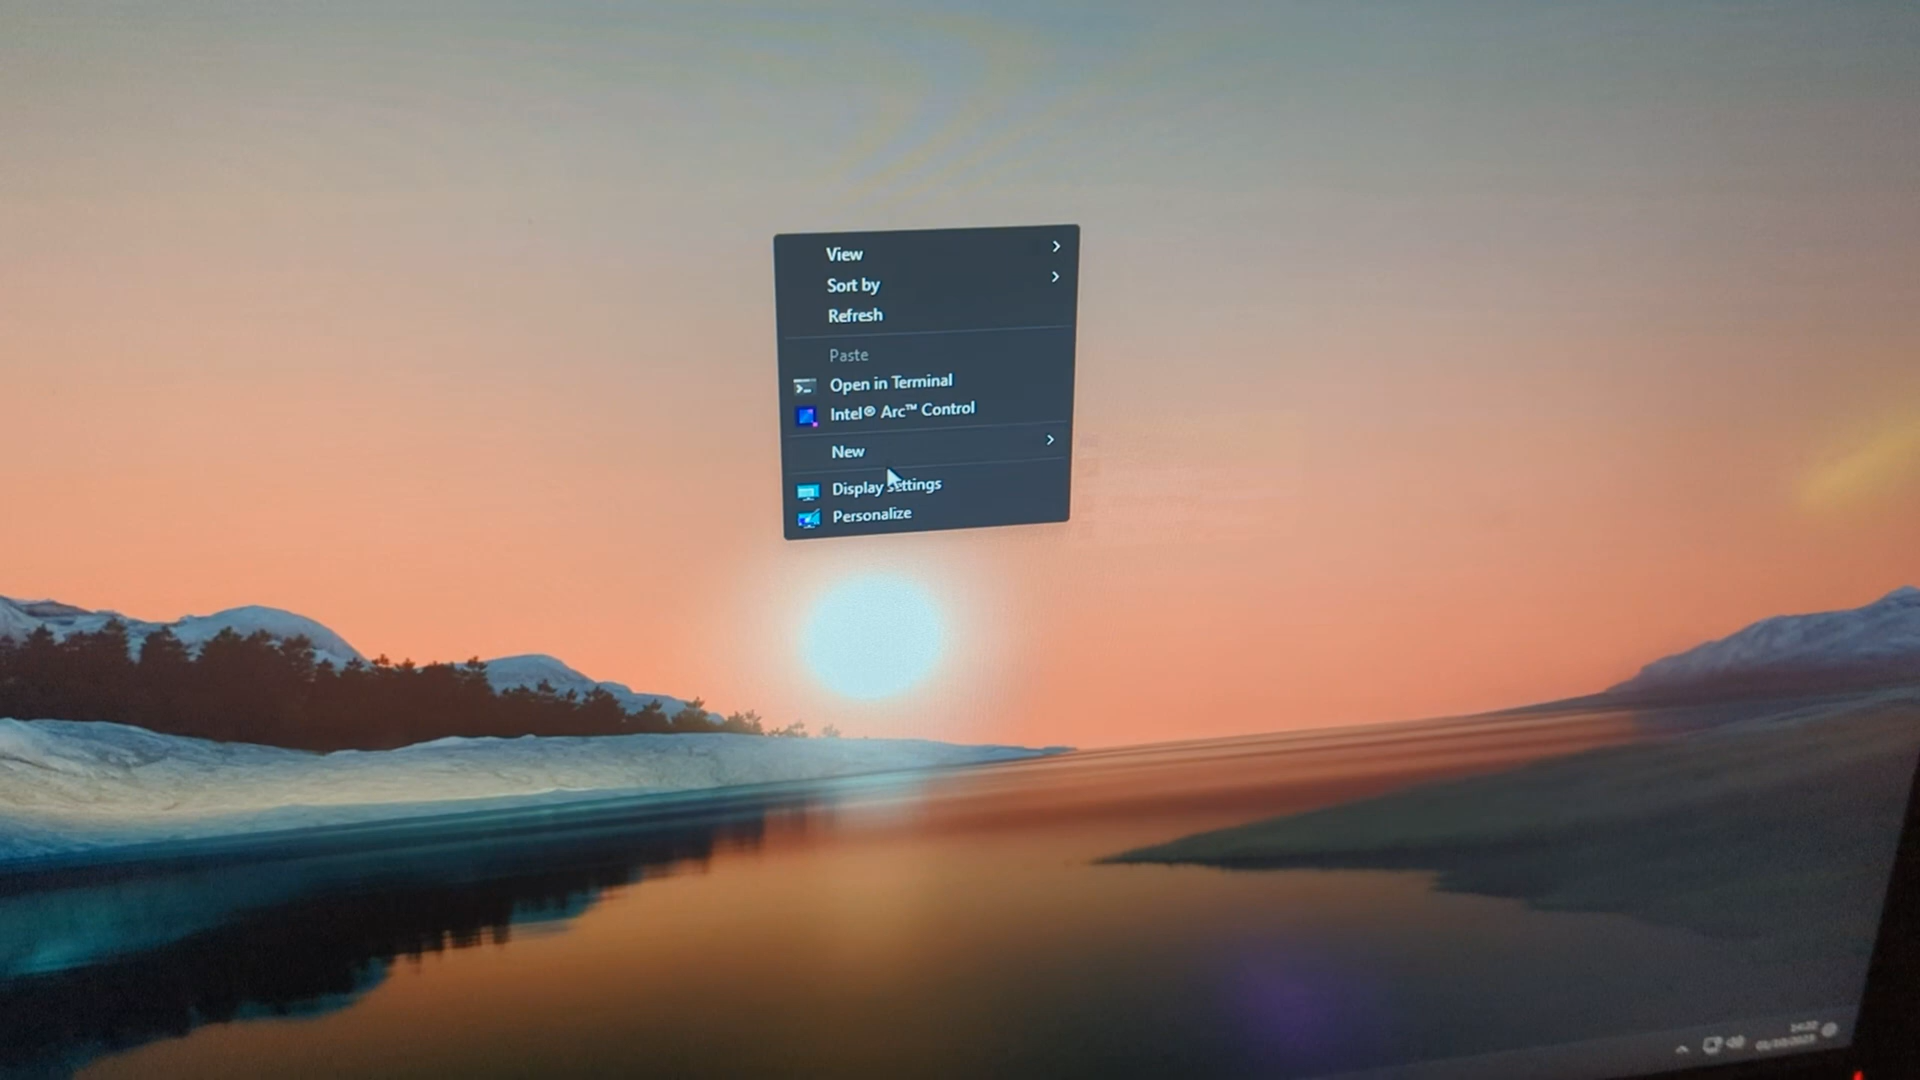 View
Sort by
Refresh
Paste
Open in Terminal
Intel® Arc™ Control
New
Display settings
Personalize